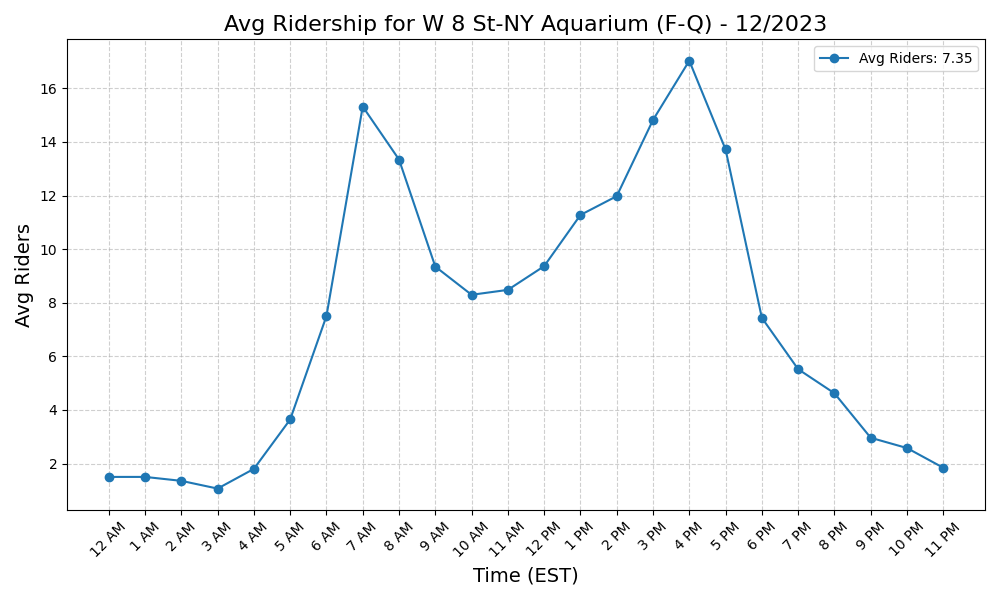 Avg Ridership for W 8 St-NY Aquarium (F-Q) - 12/2023
Avg Riders: 7.35
Avg Riders
16
14
12
10
8
6
4
2
12 AM
1 AM
2 AM
3 AM
4 AM
5 AM
6 AM
7 AM
8 AM
9 AM
10 AM
11 AM
12 PM
1 PM
2 PM
3 PM
4 PM
5 PM
6 PM
7 PM
8 PM
9 PM
10 PM
11 PM
Time (EST)